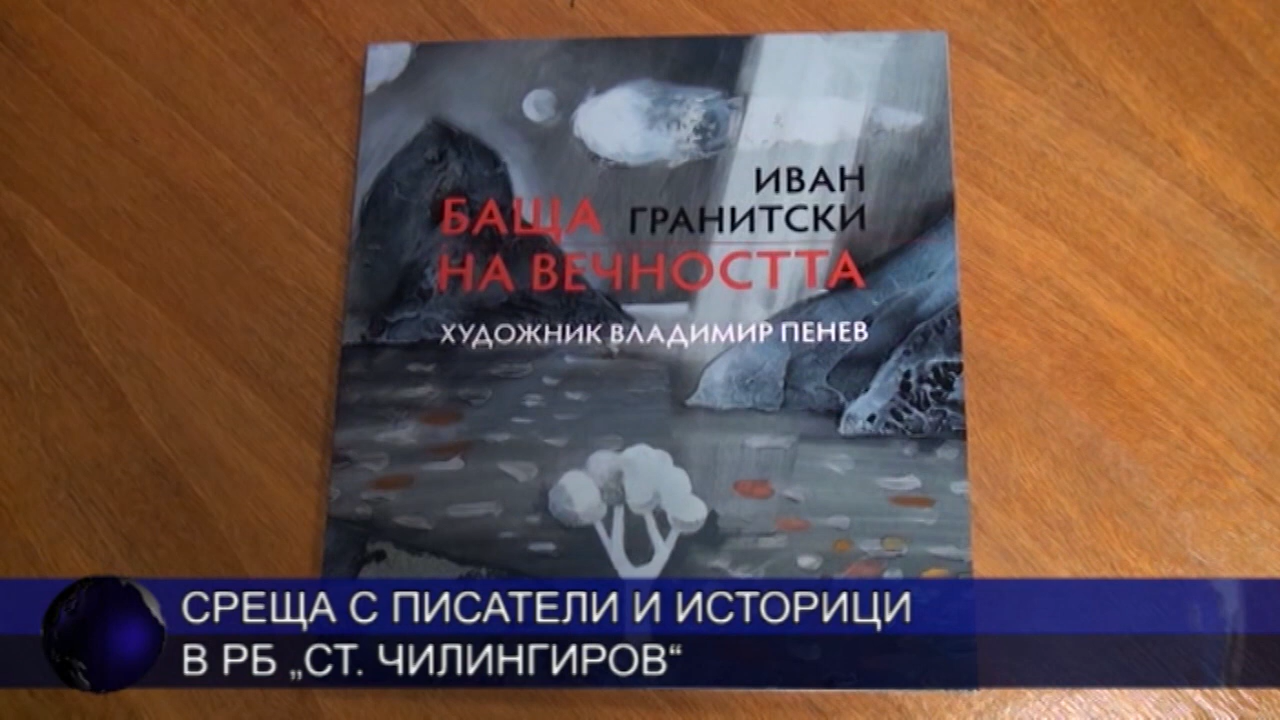 ИВАН
БАЩА ГРАНИТСКИ
НА ВЕЧНОСТТА
ХУДОЖНИК ВЛАДИМИР ПЕНЕВ
СРЕЩА С ПИСАТЕЛИ И ИСТОРИЦИ
В РБ „СТ. ЧИЛИНГИРОВ“